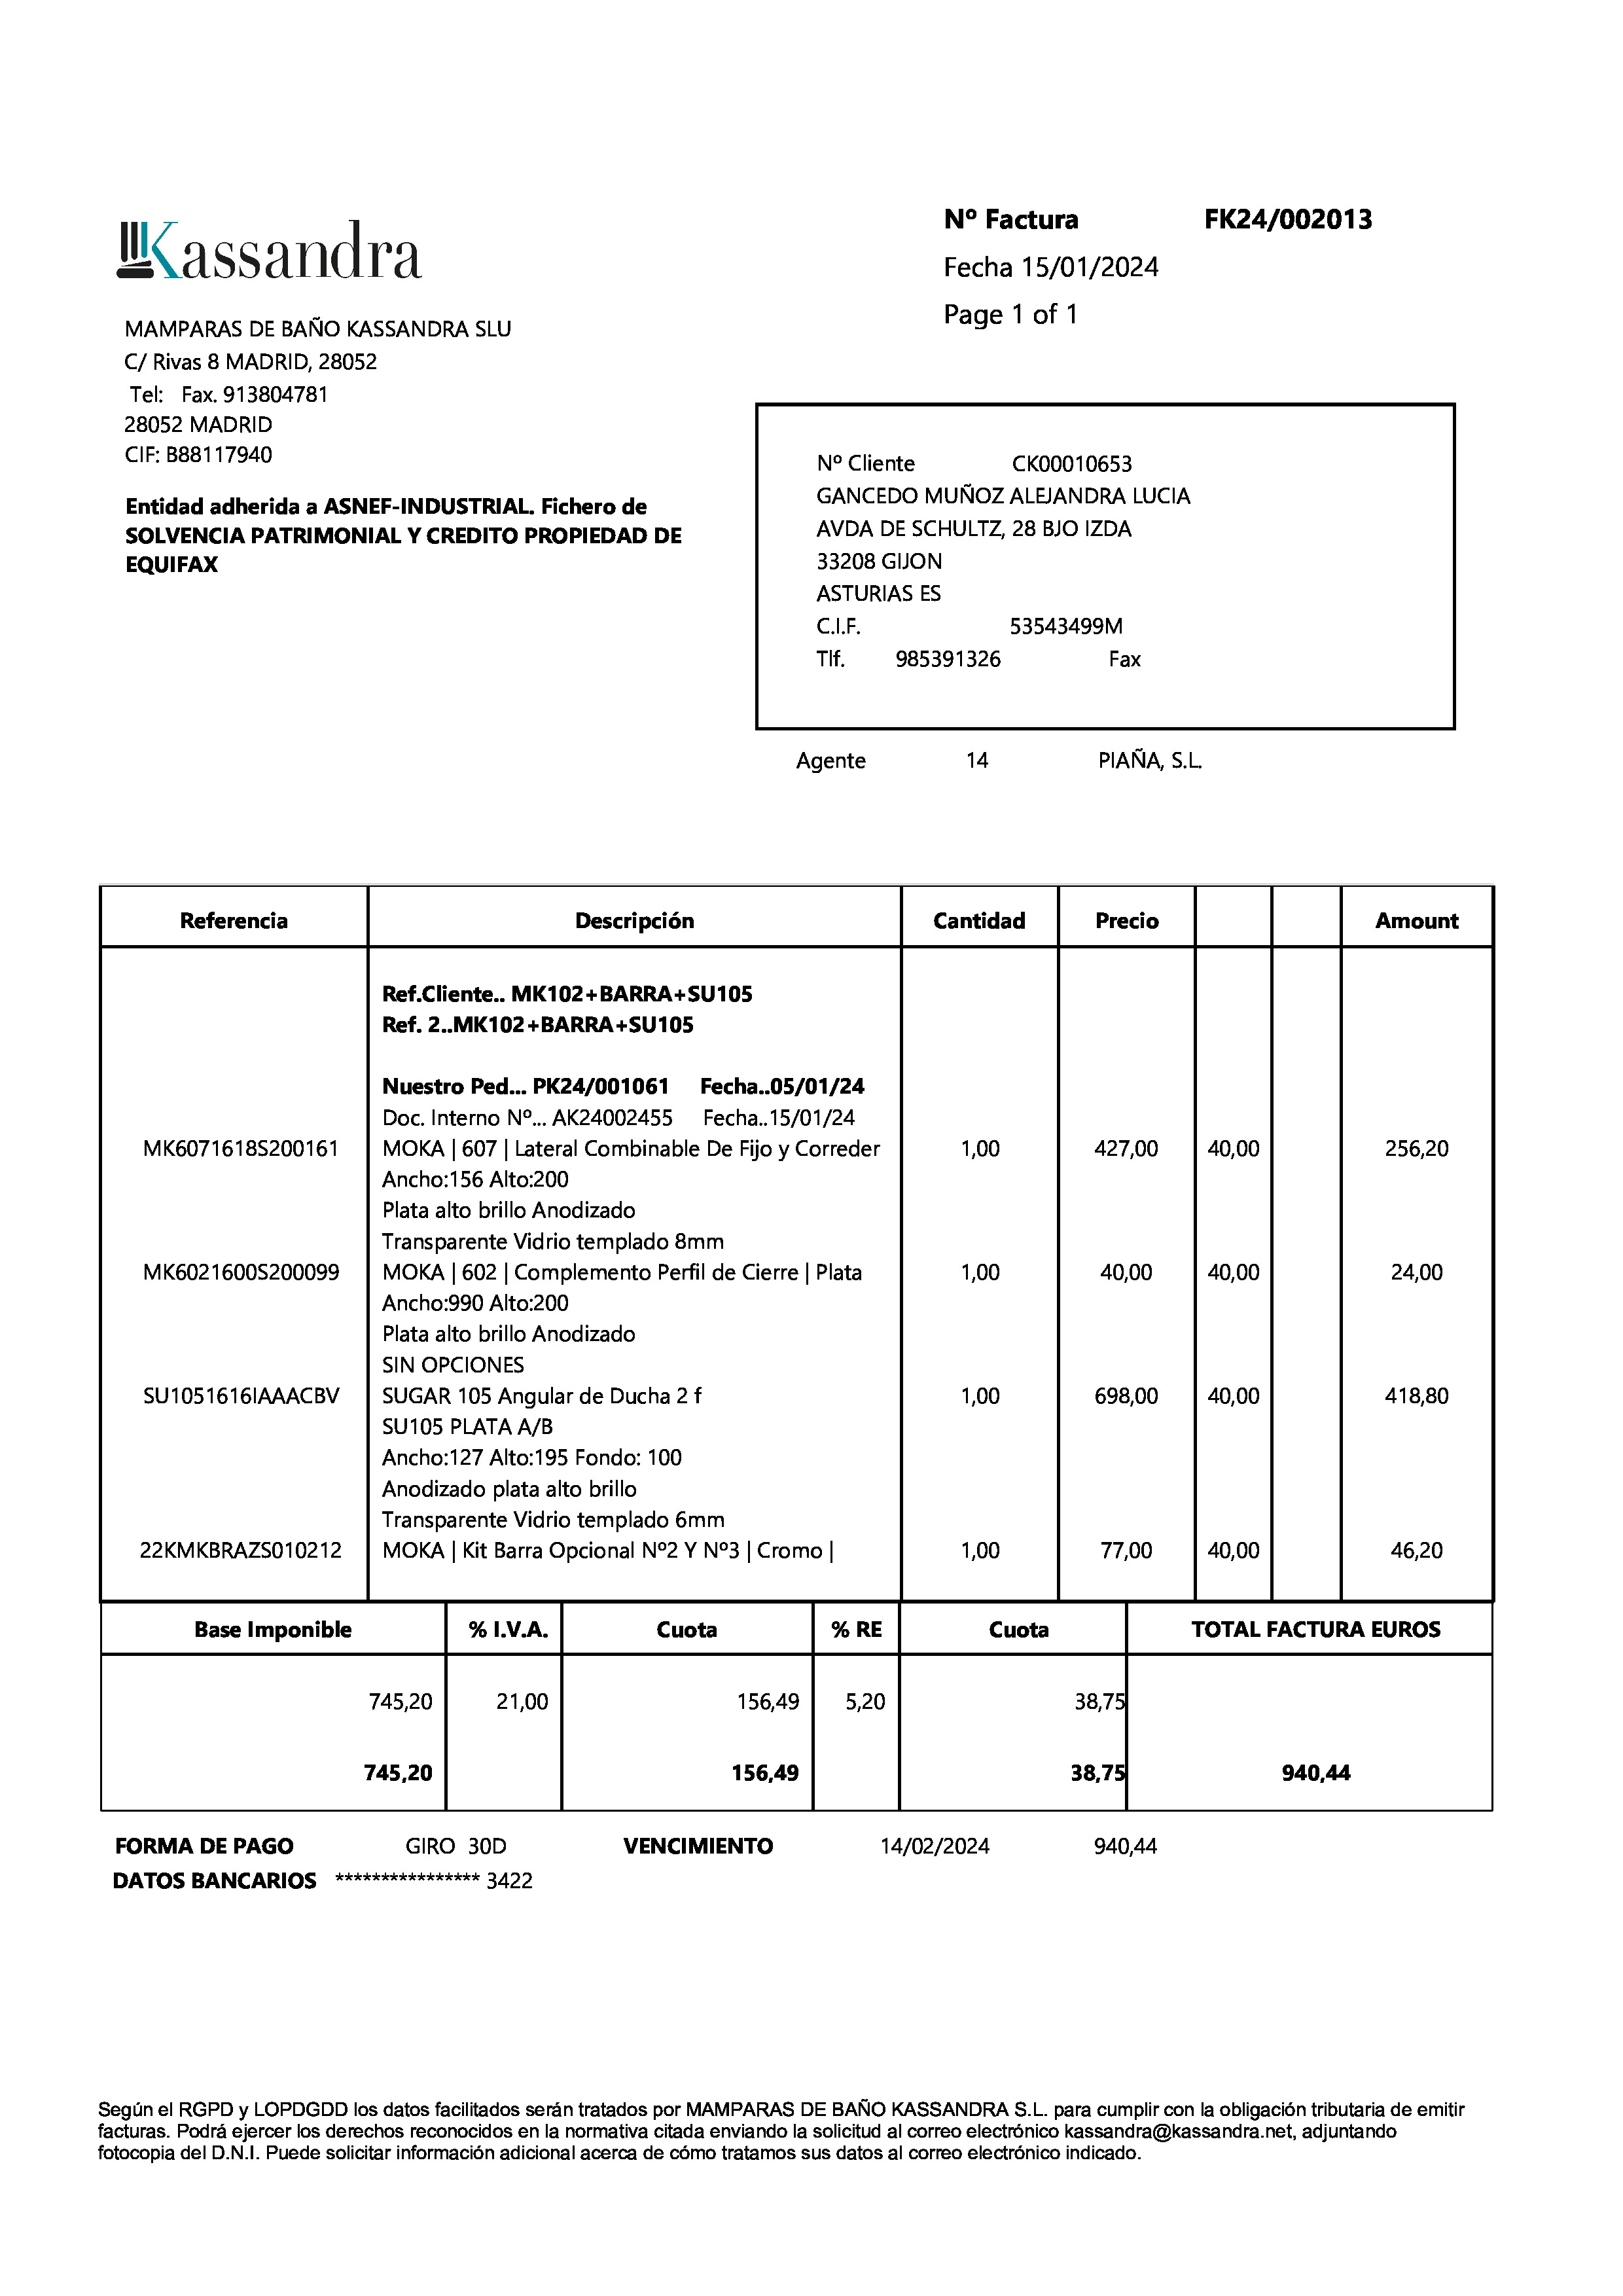 Kassandra
Nº Factura FK24/002013
Fecha 15/01/2024
Page 1 of 1
MAMPARAS DE BAÑO KASSANDRA SLU
C/ Rivas 8 MADRID, 28052
Tel: Fax. 913804781
28052 MADRID
CIF: B88117940
Entidad adherida a ASNEF-INDUSTRIAL. Fichero de
SOLVENCIA PATRIMONIAL Y CREDITO PROPIEDAD DE
EQUIFAX
Nº Cliente CK00010653
GANCEDO MUÑOZ ALEJANDRA LUCIA
AVDA DE SCHULTZ, 28 BJO IZDA
33208 GIJON
ASTURIAS ES
C.I.F. 53543499M
Tlf. 985391326 Fax
Agente 14 PIAÑA, S.L.
Referencia Descripción Cantidad Precio Amount
Ref.Cliente.. MK102+BARRA+SU105
Ref. 2..MK102+BARRA+SU105
Nuestro Ped... PK24/001061 Fecha..05/01/24
Doc. Interno Nº... AK24002455 Fecha..15/01/24
MK6071618S200161 MOKA | 607 | Lateral Combinable De Fijo y Correder 1,00 427,00 40,00 256,20
Ancho:156 Alto:200
Plata alto brillo Anodizado
Transparente Vidrio templado 8mm
MK6021600S200099 MOKA | 602 | Complemento Perfil de Cierre | Plata 1,00 40,00 40,00 24,00
Ancho:990 Alto:200
Plata alto brillo Anodizado
SIN OPCIONES
SU1051616IAAACBV SUGAR 105 Angular de Ducha 2 f 1,00 698,00 40,00 418,80
SU105 PLATA A/B
Ancho:127 Alto:195 Fondo: 100
Anodizado plata alto brillo
Transparente Vidrio templado 6mm
22KMKBRAZS010212 MOKA | Kit Barra Opcional Nº2 Y Nº3 | Cromo | 1,00 77,00 40,00 46,20
Base Imponible % I.V.A. Cuota % RE Cuota TOTAL FACTURA EUROS
745,20 21,00 156,49 5,20 38,75
745,20 156,49 38,75 940,44
FORMA DE PAGO GIRO 30D VENCIMIENTO 14/02/2024 940,44
DATOS BANCARIOS **************** 3422
Según el RGPD y LOPDGDD los datos facilitados serán tratados por MAMPARAS DE BAÑO KASSANDRA S.L. para cumplir con la obligación tributaria de emitir
facturas. Podrá ejercer los derechos reconocidos en la normativa citada enviando la solicitud al correo electrónico kassandra@kassandra.net, adjuntando
fotocopia del D.N.I. Puede solicitar información adicional acerca de cómo tratamos sus datos al correo electrónico indicado.